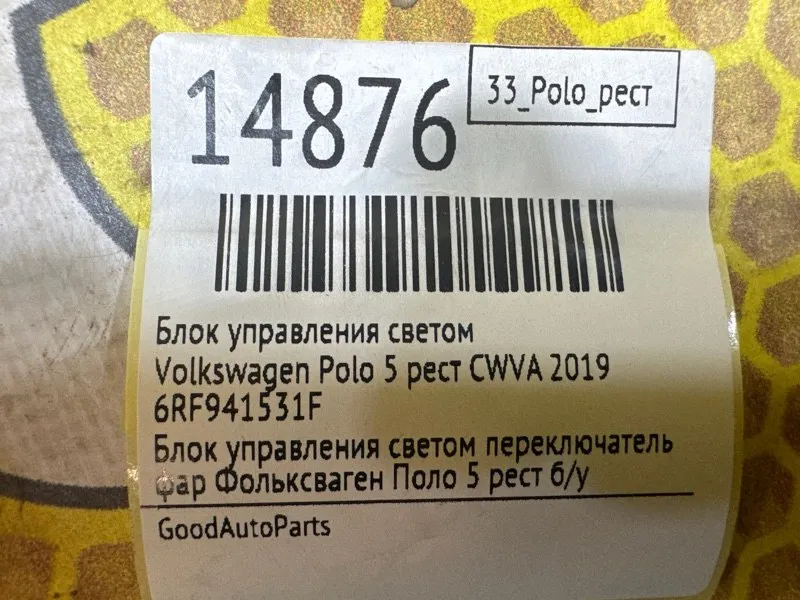 14876
33_Polo_рест
Блок управления светом
Volkswagen Polo 5 рест CWVA 2019
6RF941531F
Блок управления светом переключатель
фар Фольксваген Поло 5 рест б/у
GoodAutoParts